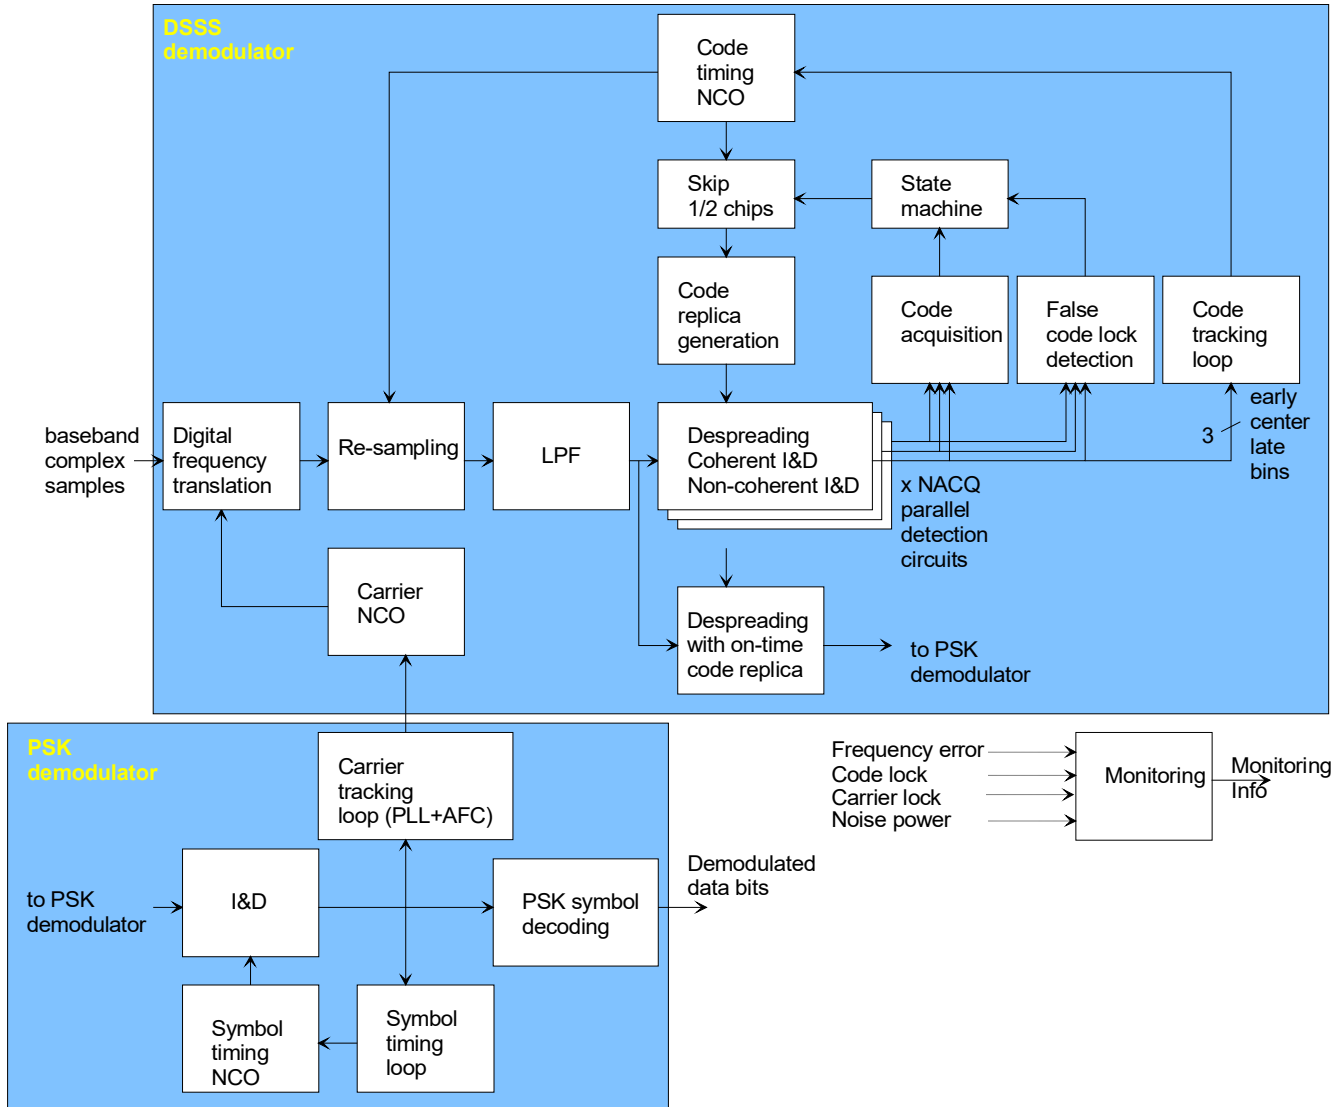 DSSS
demodulator
Code
timing
NCO
Skip
1/2 chips
State
machine
Code
replica
generation
Code
acquisition
False
code lock
detection
Code
tracking
loop
baseband
complex
samples
Digital
frequency
translation
Re-sampling
LPF
Despreading
Coherent I&D
Non-coherent I&D
3
early
center
late
bins
x NACQ
parallel
detection
circuits
Carrier
NCO
Despreading
with on-time
code replica
to PSK
demodulator
PSK
demodulator
Carrier
tracking
loop (PLL+AFC)
Frequency error
Code lock
Carrier lock
Noise power
Monitoring
Monitoring
Info
to PSK
demodulator
I&D
PSK symbol
decoding
Demodulated
data bits
Symbol
timing
NCO
Symbol
timing
loop